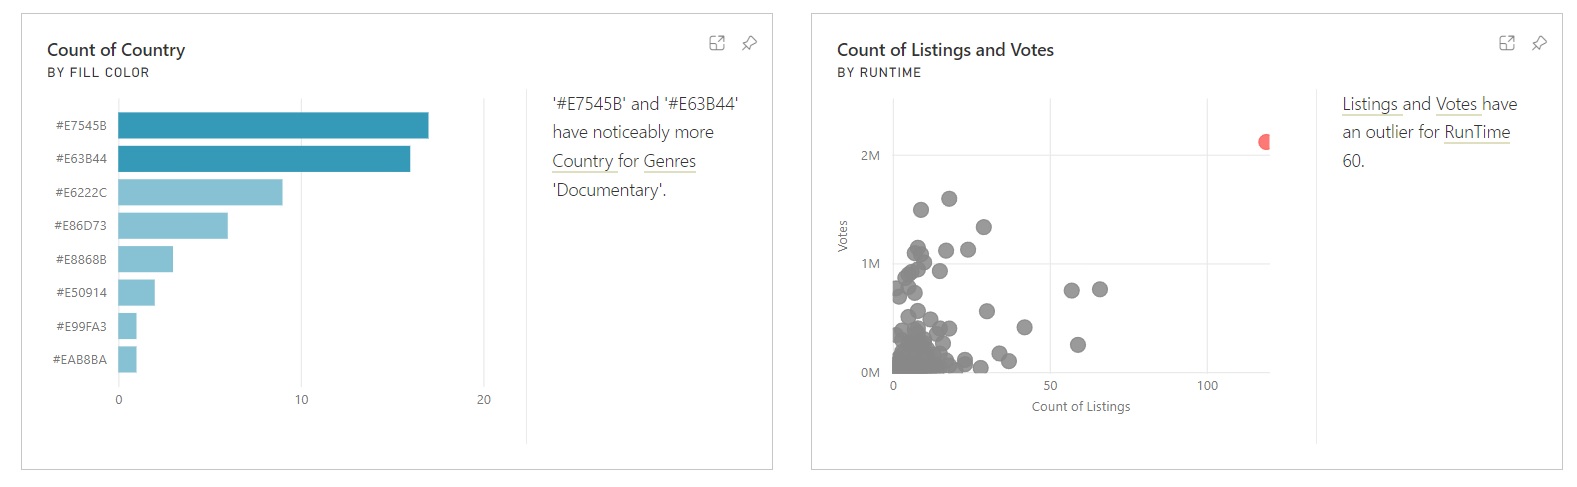 Count of Country
BY FILL COLOR
#E7545B
#E63B44
#E6222C
#E86D73
#E8868B
#E50914
#E99FA3
#EAB8BA
0
10
20
'#E7545B' and '#E63B44'
have noticeably more
Country for Genres
'Documentary'.
Count of Listings and Votes
BY RUNTIME
Votes
2M
1M
0M
0
50
100
Count of Listings
Listings and Votes have
an outlier for RunTime
60.